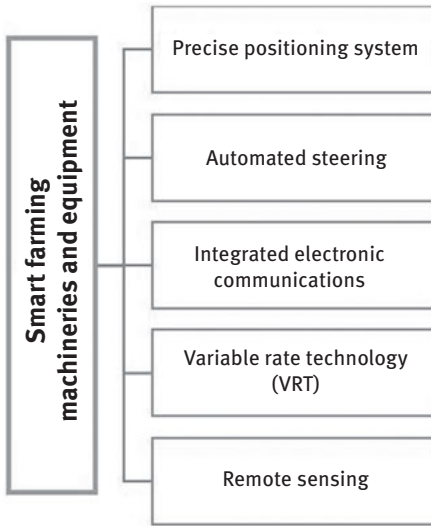 Smart farming
machineries and equipment
Precise positioning system
Automated steering
Integrated electronic
communications
Variable rate technology
(VRT)
Remote sensing